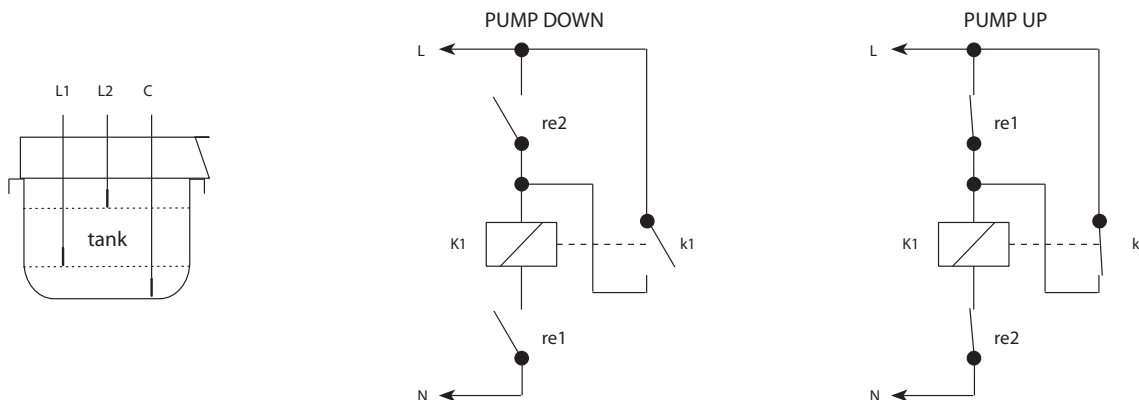 L1 L2 C
tank
PUMP DOWN
L
re2
K1
k1
re1
N
PUMP UP
L
re1
K1
k
re2
N